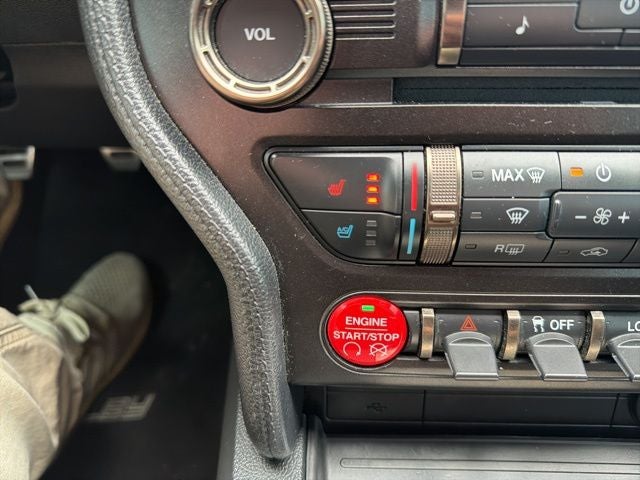 VOL
MAX
R
- +
ENGINE
START/STOP
OFF